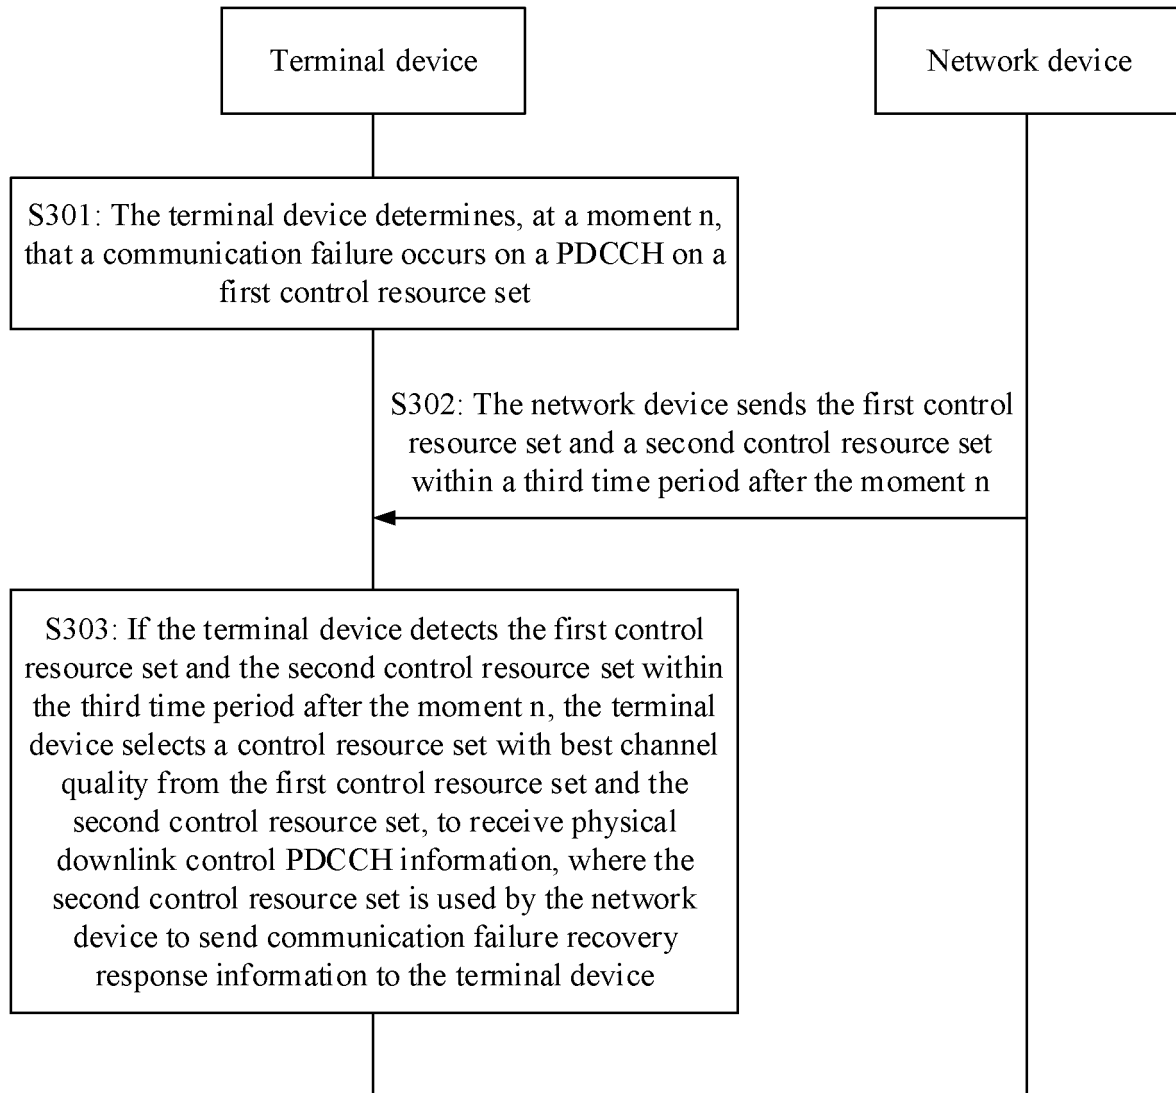 Terminal device
Network device
S301: The terminal device determines, at a moment n,
that a communication failure occurs on a PDCCH on a
first control resource set
S302: The network device sends the first control
resource set and a second control resource set
within a third time period after the moment n
S303: If the terminal device detects the first control
resource set and the second control resource set within
the third time period after the moment n, the terminal
device selects a control resource set with best channel
quality from the first control resource set and the
second control resource set, to receive physical
downlink control PDCCH information, where the
second control resource set is used by the network
device to send communication failure recovery
response information to the terminal device